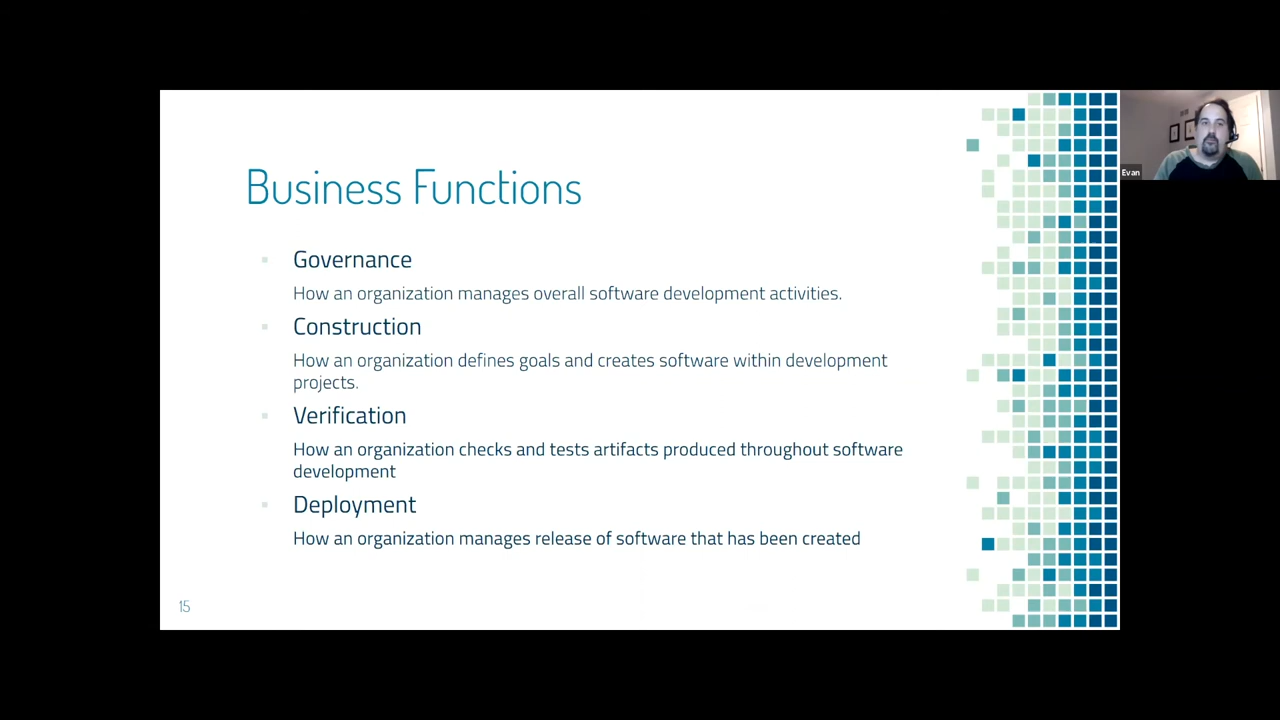 Business Functions
Governance
How an organization manages overall software development activities.
Construction
How an organization defines goals and creates software within development
projects.
Verification
How an organization checks and tests artifacts produced throughout software
development
Deployment
How an organization manages release of software that has been created
15
Evan